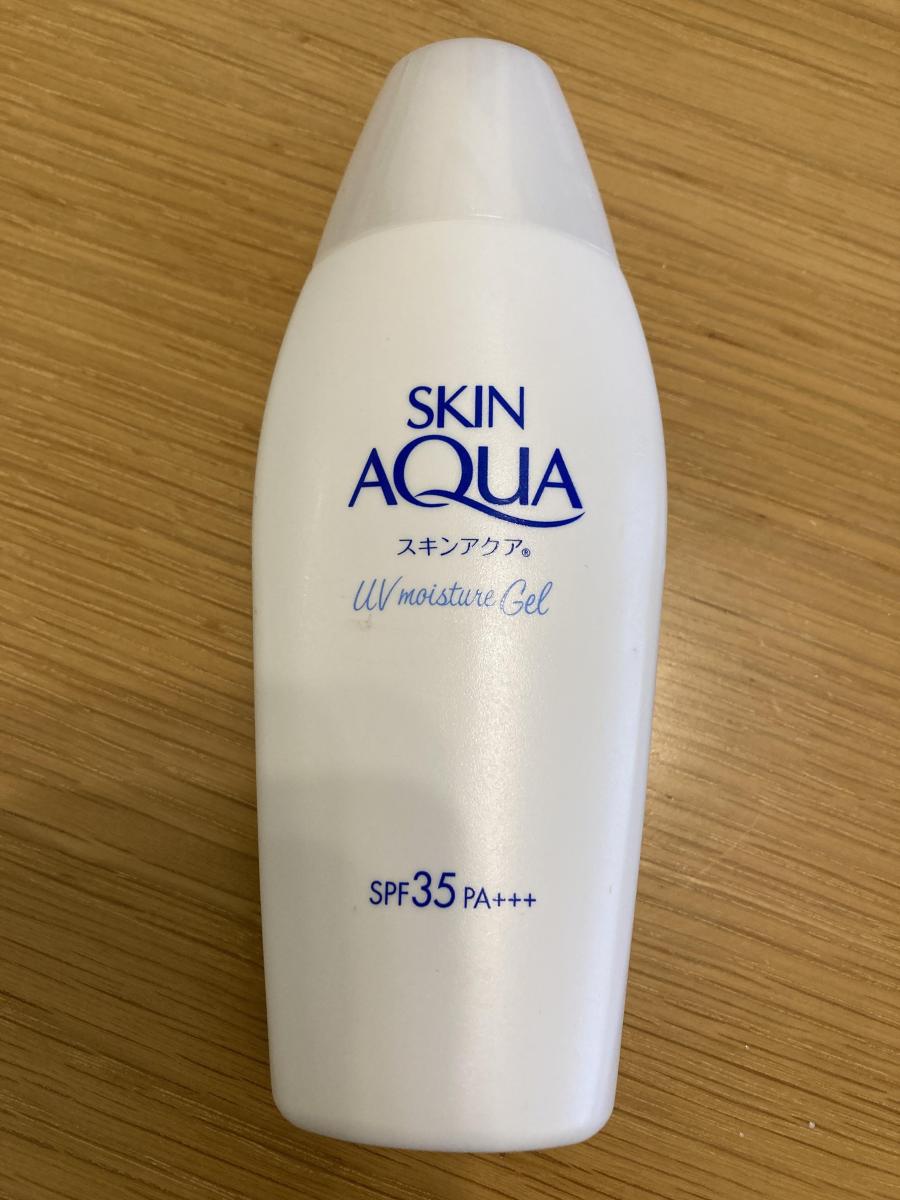 SKIN
AQUA
スキンアクア®
UV moisture Gel
SPF35 PA+++